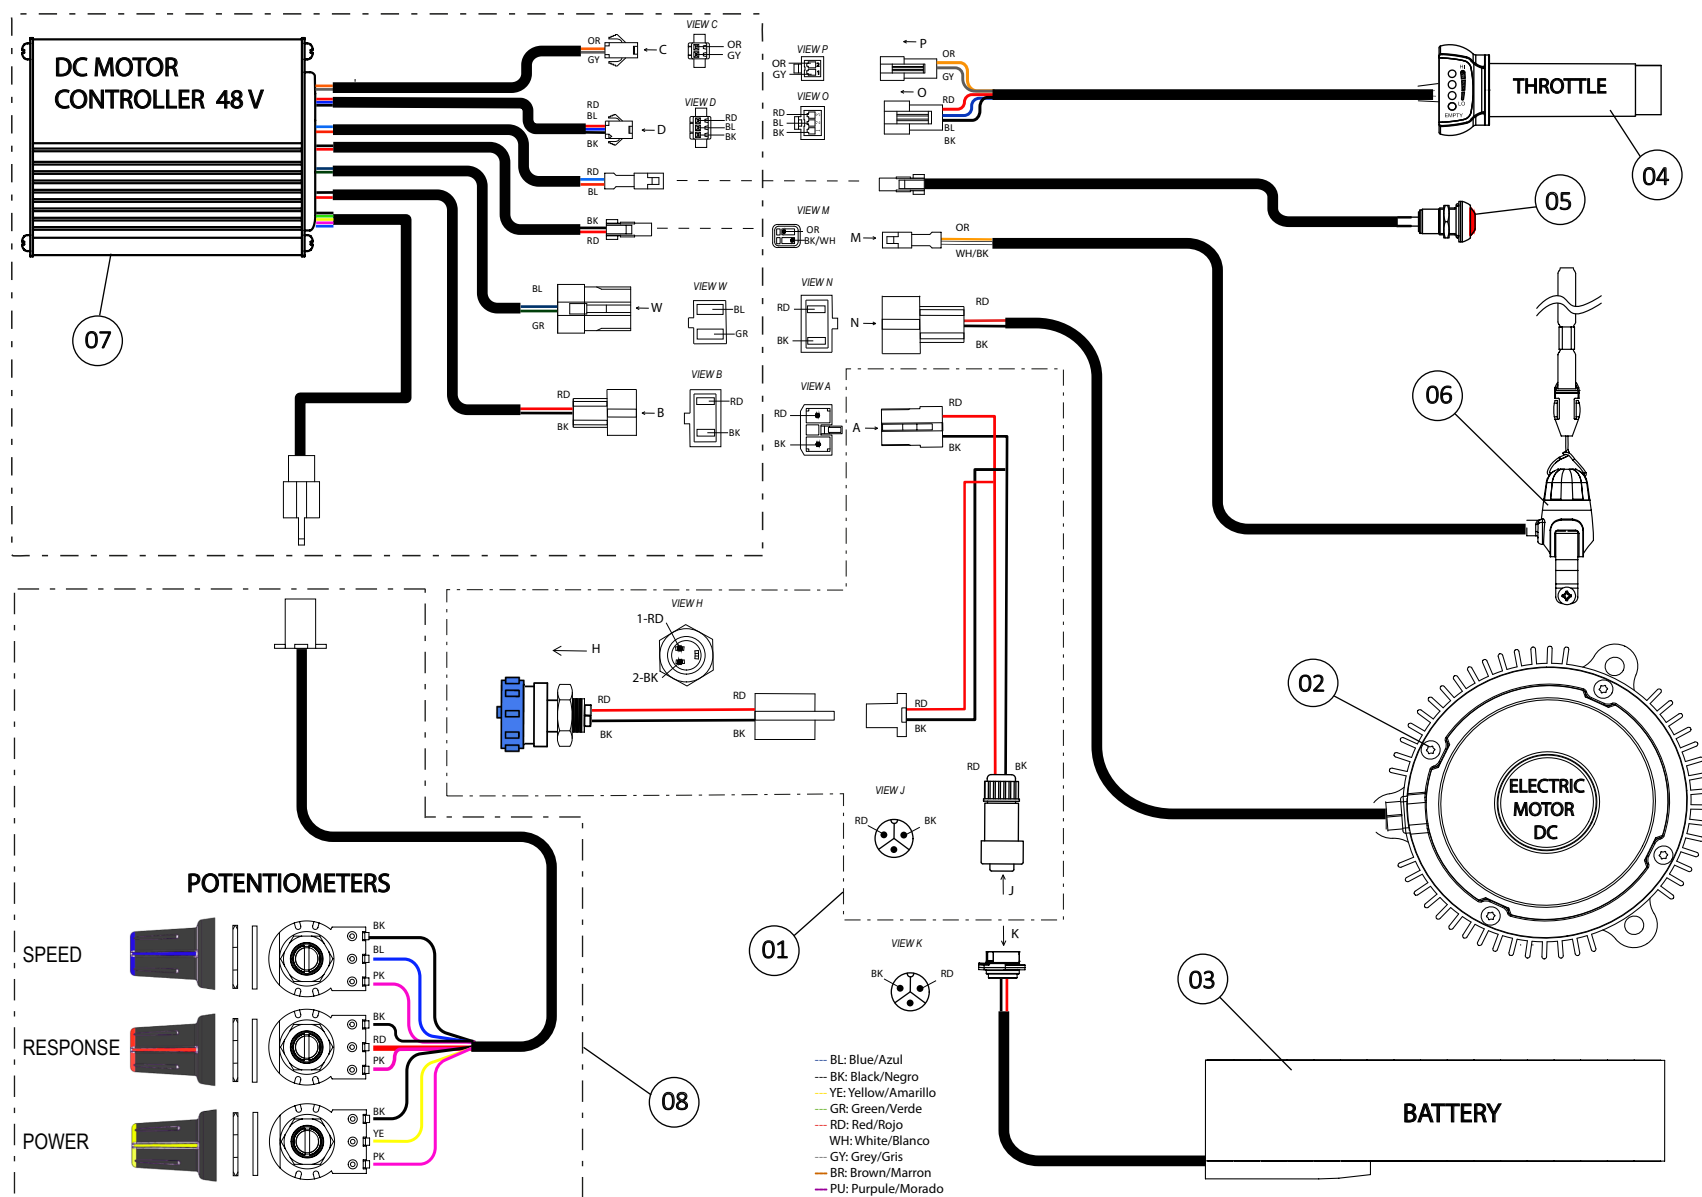 DC MOTOR
CONTROLLER 48 V
OR
GY
C
VIEW C
OR
GY
RD
BL
BK
D
VIEW D
RD
BL
BK
RD
BL
BK
RD
BL
GR
W
VIEW W
BL
GR
RD
BK
B
VIEW B
RD
BK
07
VIEW P
OR
GY
P
OR
GY
VIEW O
RD
BL
BK
O
RD
BL
BK
HI
LO
EMPTY
THROTTLE
04
05
VIEW M
OR
BK/WH
M
OR
WH/BK
VIEW N
RD
BK
N
RD
BK
VIEW A
RD
BK
A
RD
BK
06
VIEW H
1-RD
2-BK
H
RD
BK
RD
BK
RD
BK
RD
BK
VIEW J
RD
BK
J
01
02
ELECTRIC
MOTOR
DC
K
VIEW K
BK
RD
03
BATTERY
POTENTIOMETERS
SPEED
BK
BL
PK
RESPONSE
BK
RD
PK
POWER
BK
YE
PK
08
BL: Blue/Azul
BK: Black/Negro
YE: Yellow/Amarillo
GR: Green/Verde
RD: Red/Rojo
WH: White/Blanco
GY: Grey/Gris
BR: Brown/Marron
PU: Purpule/Morado